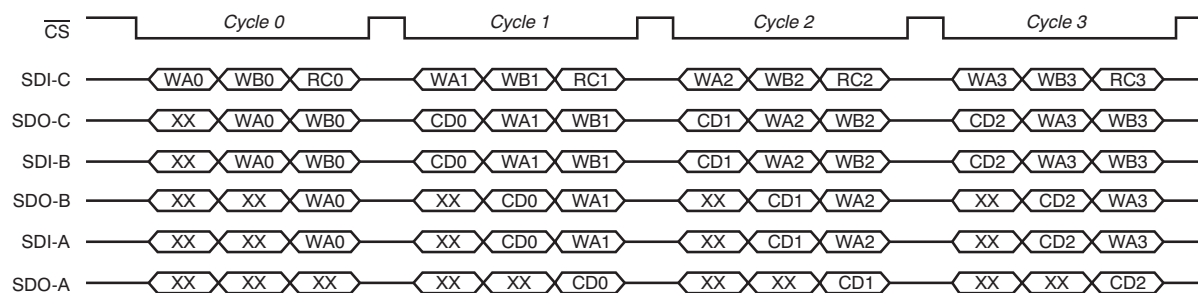 CS Cycle 0 Cycle 1 Cycle 2 Cycle 3
SDI-C WA0 WB0 RC0 WA1 WB1 RC1 WA2 WB2 RC2 WA3 WB3 RC3
SDO-C XX WA0 WB0 CD0 WA1 WB1 CD1 WA2 WB2 CD2 WA3 WB3
SDI-B XX WA0 WB0 CD0 WA1 WB1 CD1 WA2 WB2 CD2 WA3 WB3
SDO-B XX XX WA0 XX CD0 WA1 XX CD1 WA2 XX CD2 WA3
SDI-A XX XX WA0 XX CD0 WA1 XX CD1 WA2 XX CD2 WA3
SDO-A XX XX XX XX XX CD0 XX XX CD1 XX XX CD2